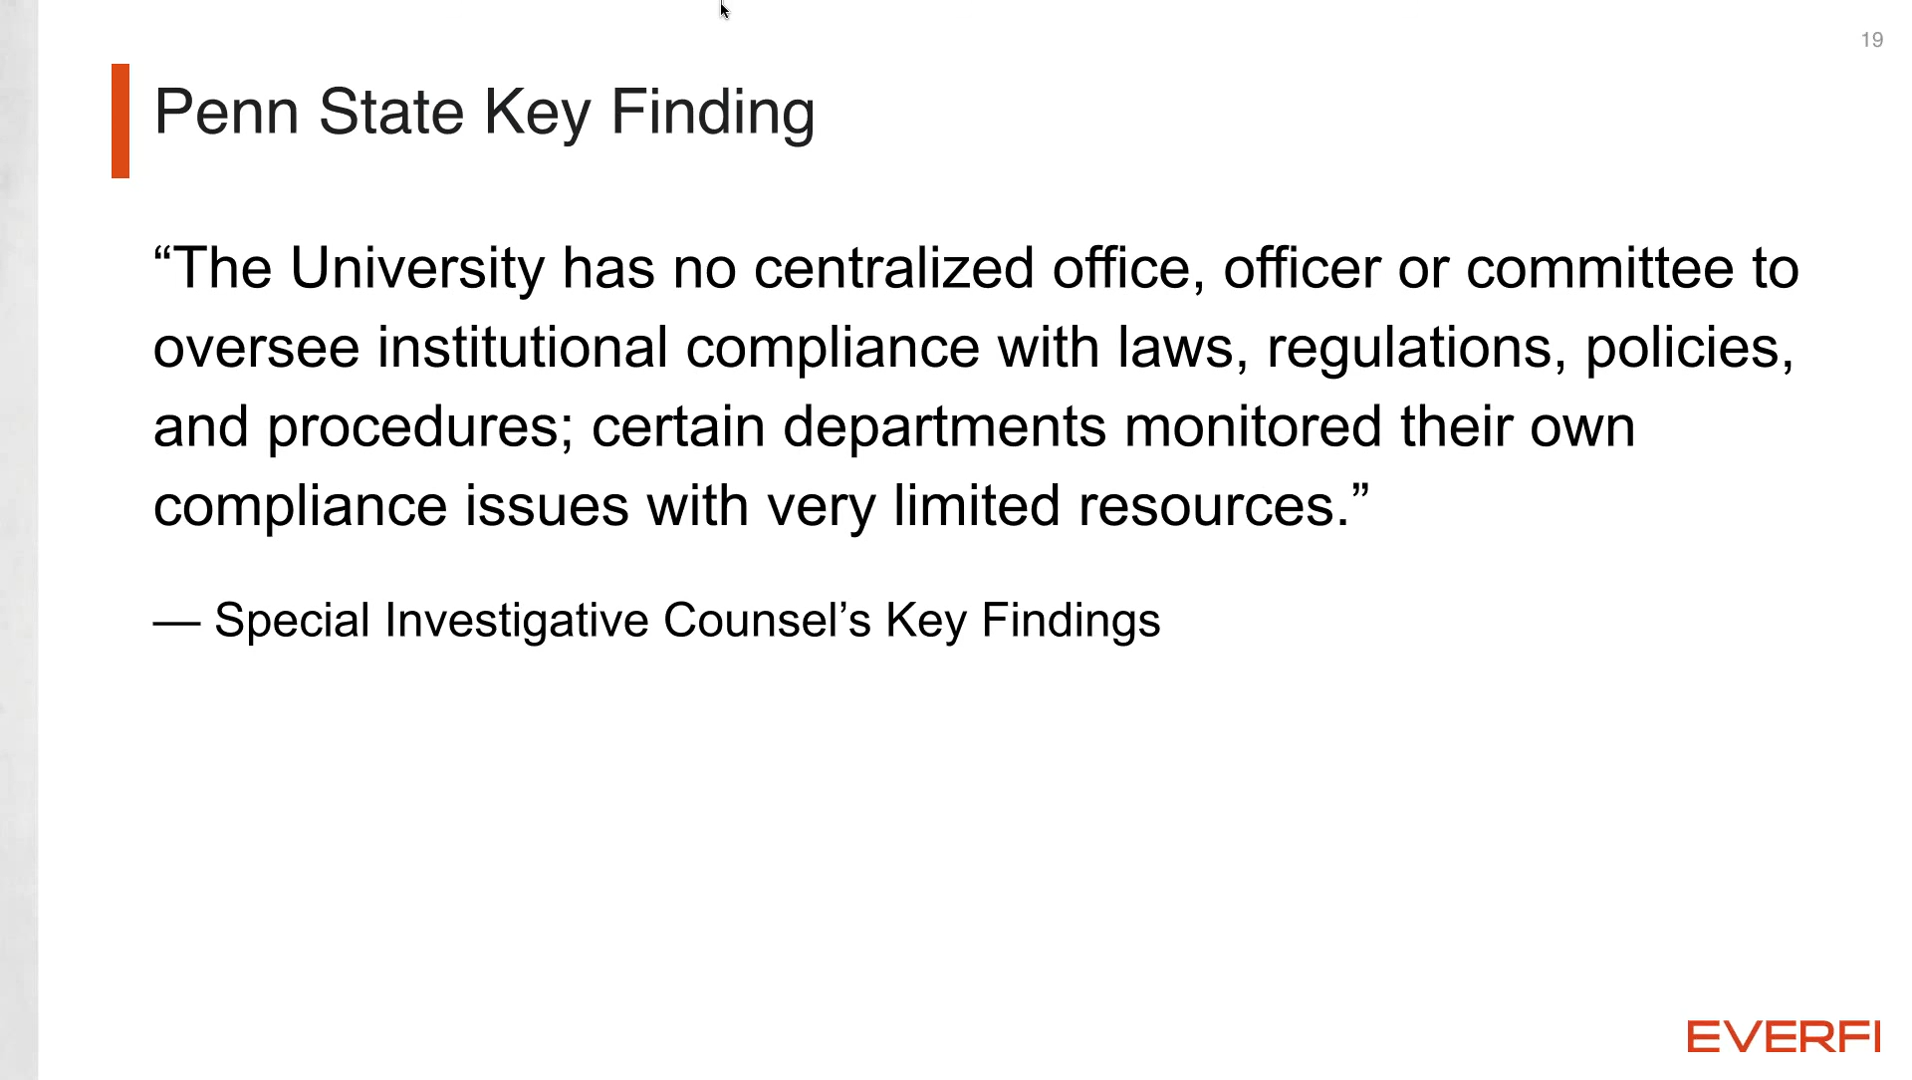 19
Penn State Key Finding
“The University has no centralized office, officer or committee to
oversee institutional compliance with laws, regulations, policies,
and procedures; certain departments monitored their own
compliance issues with very limited resources.”
— Special Investigative Counsel’s Key Findings
EVERFI